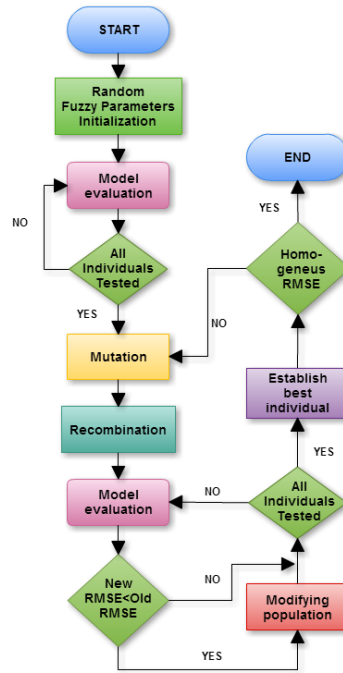 START
Random
Fuzzy Parameters
Initialization
Model
evaluation
NO
All
Individuals
Tested
YES
Mutation
Recombination
Model
evaluation
New
RMSE<Old
RMSE
NO
YES
Modifying
population
All
Individuals
Tested
NO
YES
Establish
best
individual
Homo-
geneus
RMSE
NO
YES
END